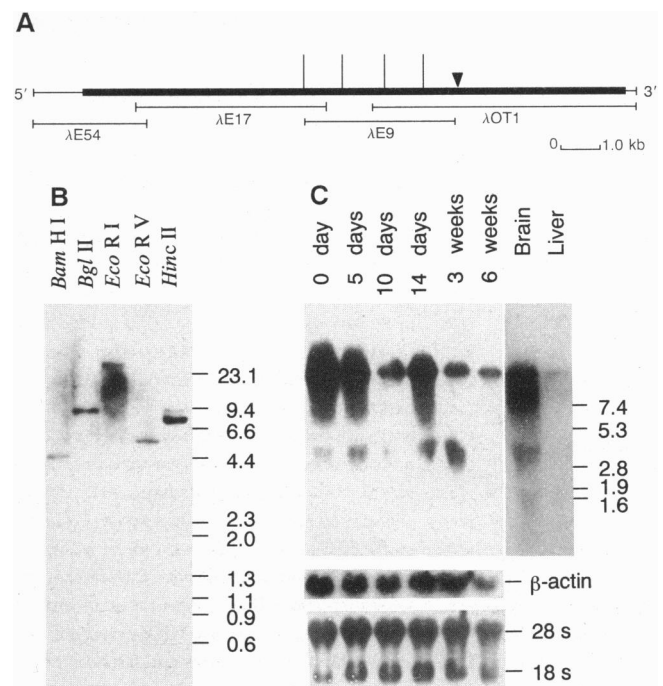 A
5′ 3′
λE17 λOT1
λE54 λE9
0 1.0 kb
B
Bam H I
Bgl II
Eco R I
Eco R V
Hinc II
23.1
9.4
6.6
4.4
2.3
2.0
1.3
1.1
0.9
0.6
C
0 day
5 days
10 days
14 days
3 weeks
6 weeks
Brain
Liver
7.4
5.3
2.8
1.9
1.6
β-actin
28 s
18 s